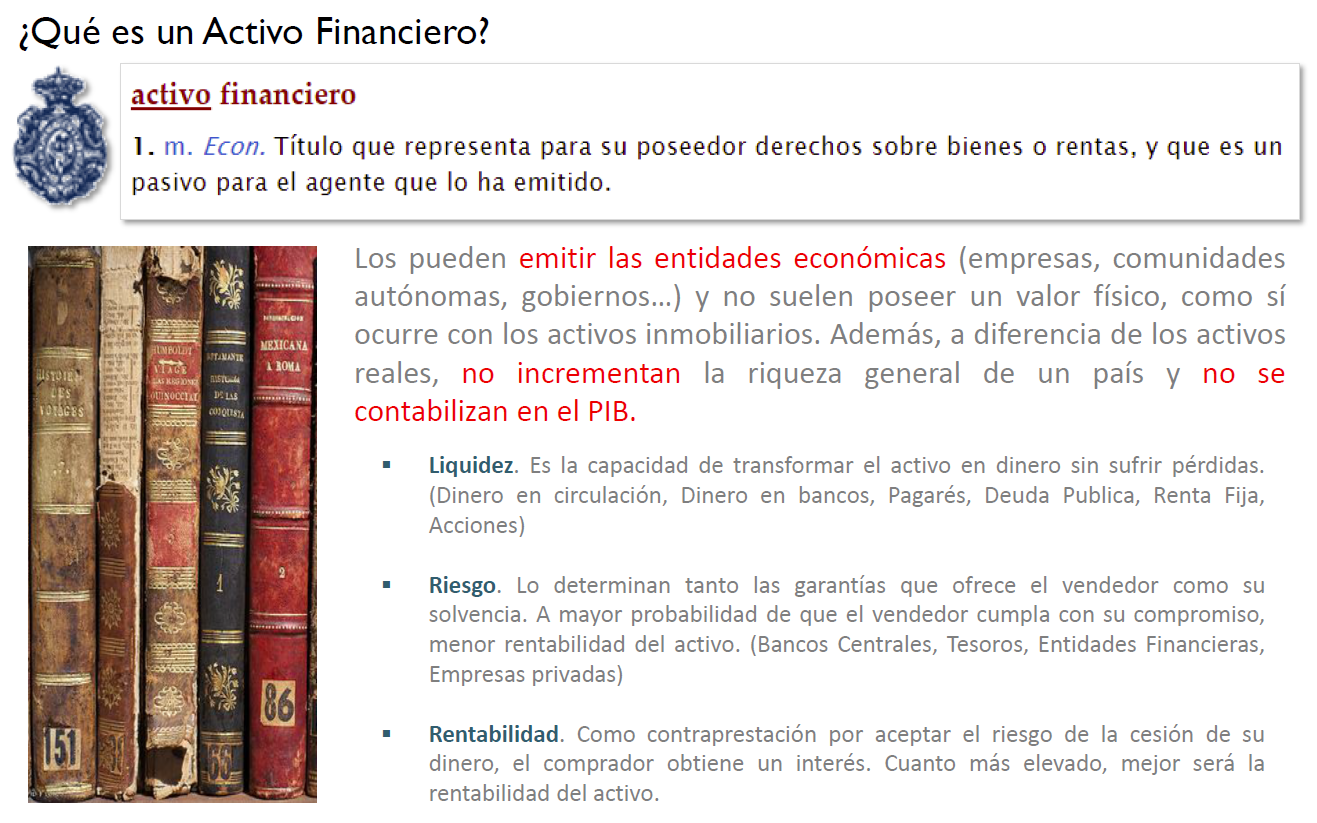 ¿Qué es un Activo Financiero?
activo financiero
1. m. Econ. Título que representa para su poseedor derechos sobre bienes o rentas, y que es un
pasivo para el agente que lo ha emitido.
Los pueden emitir las entidades económicas (empresas, comunidades
autónomas, gobiernos…) y no suelen poseer un valor físico, como sí
ocurre con los activos inmobiliarios. Además, a diferencia de los activos
reales, no incrementan la riqueza general de un país y no se
contabilizan en el PIB.
▪ Liquidez. Es la capacidad de transformar el activo en dinero sin sufrir pérdidas.
(Dinero en circulación, Dinero en bancos, Pagarés, Deuda Publica, Renta Fija,
Acciones)
▪ Riesgo. Lo determinan tanto las garantías que ofrece el vendedor como su
solvencia. A mayor probabilidad de que el vendedor cumpla con su compromiso,
menor rentabilidad del activo. (Bancos Centrales, Tesoros, Entidades Financieras,
Empresas privadas)
▪ Rentabilidad. Como contraprestación por aceptar el riesgo de la cesión de su
dinero, el comprador obtiene un interés. Cuanto más elevado, mejor será la
rentabilidad del activo.
VOYAGES
151
HUMBOLDT
VIAGE
HISTORIA
DE LAS
CONQUISTA
1
MEXICANA
A ROMA
2
86